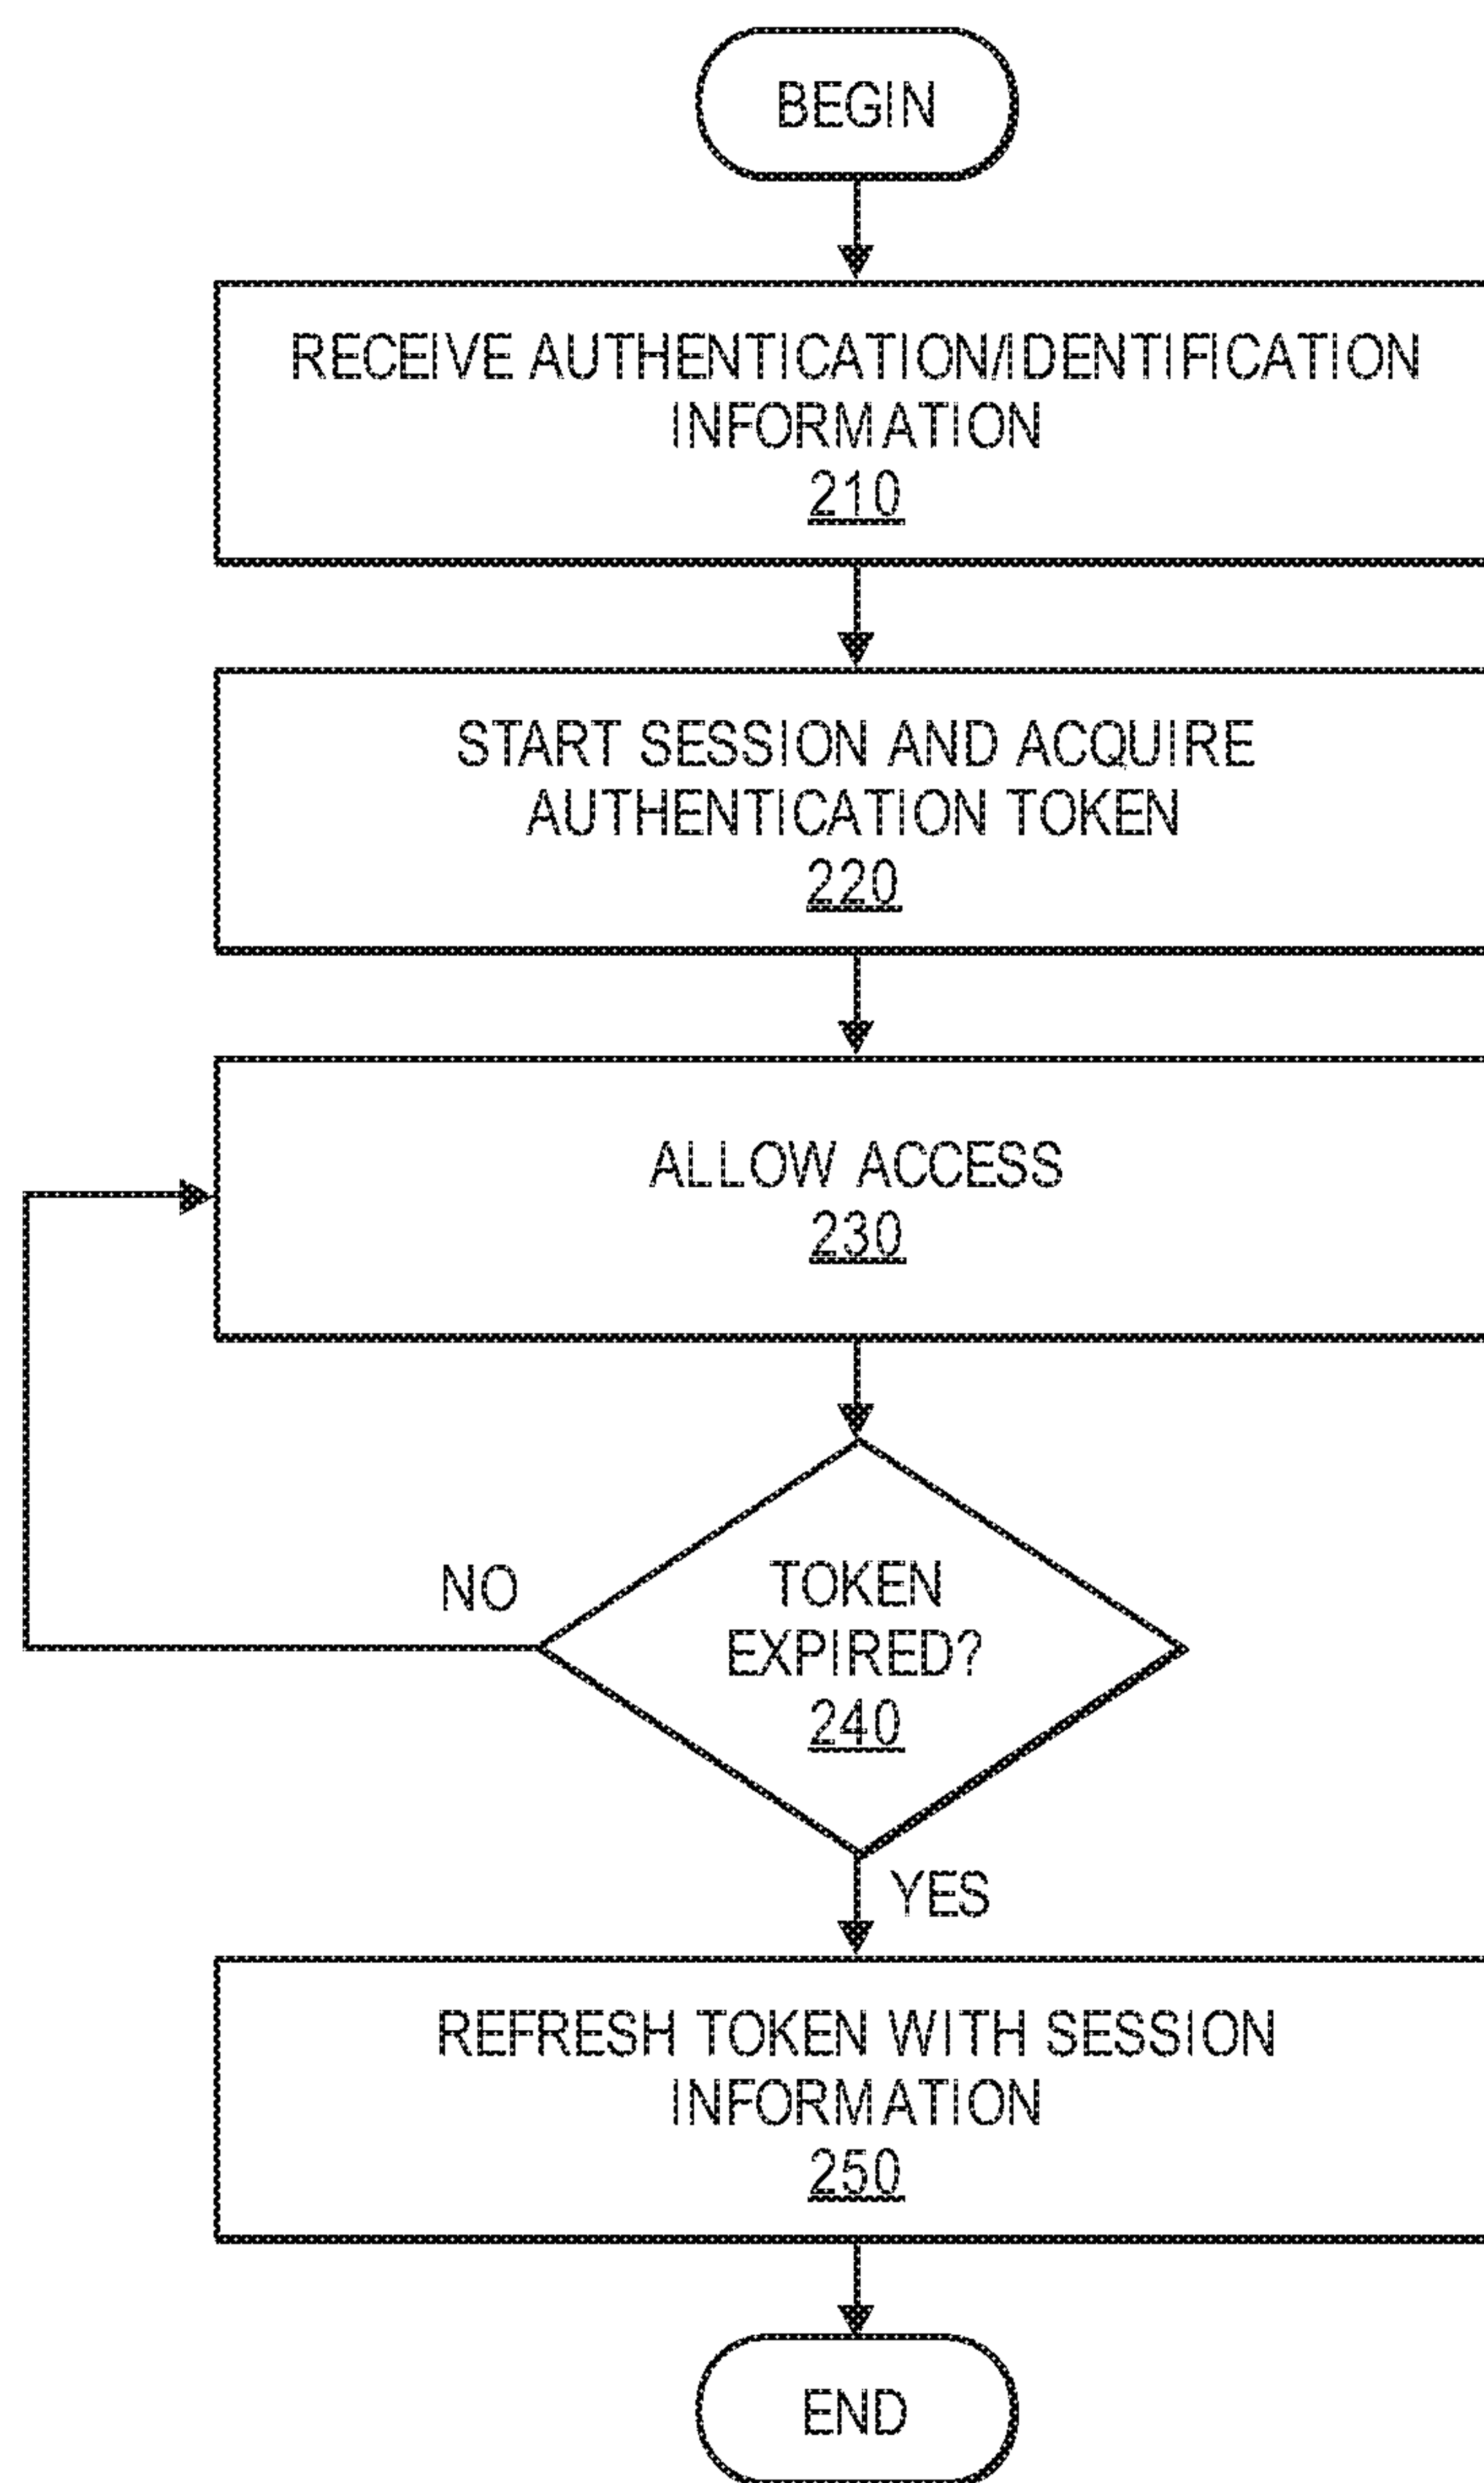 BEGIN
RECEIVE AUTHENTICATION/IDENTIFICATION
INFORMATION
210
START SESSION AND ACQUIRE
AUTHENTICATION TOKEN
220
ALLOW ACCESS
230
NO
TOKEN
EXPIRED?
240
YES
REFRESH TOKEN WITH SESSION
INFORMATION
250
END